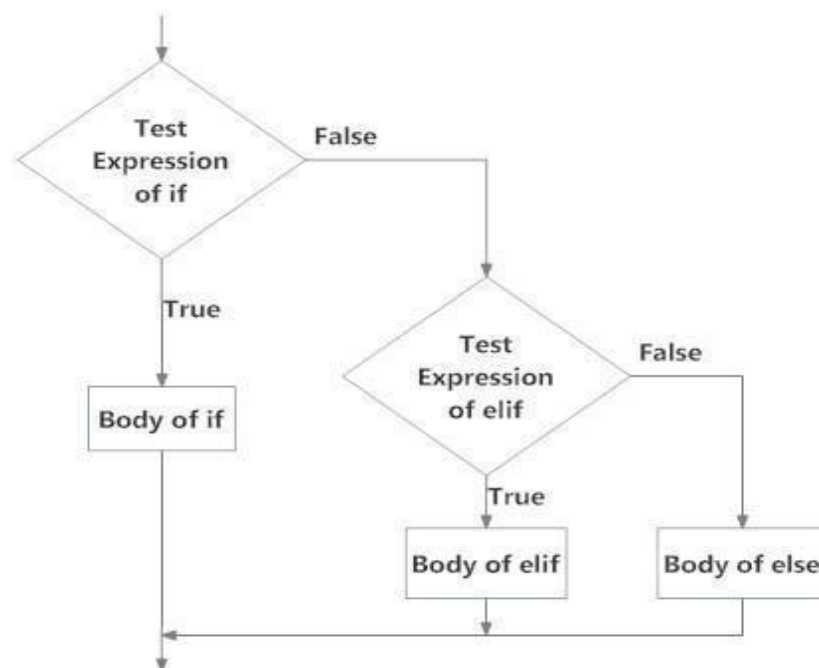 Test
Expression
of if
False
True
Body of if
Test
Expression
of elif
False
True
Body of elif
Body of else